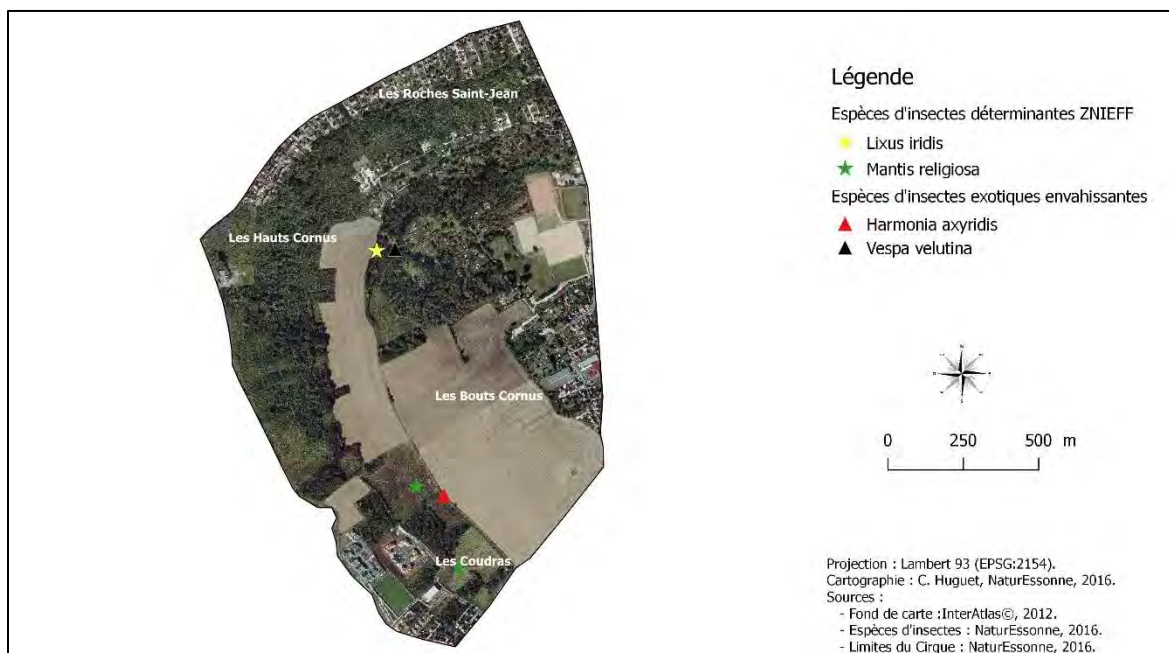 Les Roches Saint-Jean
Les Hauts Cornus
Les Bouts Cornus
Les Coudras
Légende
Espèces d'insectes déterminantes ZNIEFF
Lixus iridis
Mantis religiosa
Espèces d'insectes exotiques envahissantes
Harmonia axyridis
Vespa velutina
N
S
0 250 500 m
Projection : Lambert 93 (EPSG:2154).
Cartographie : C. Huguet, NaturEssonne, 2016.
Sources :
- Fond de carte :InterAtlas©, 2012.
- Espèces d'insectes : NaturEssonne, 2016.
- Limites du Cirque : NaturEssonne, 2016.